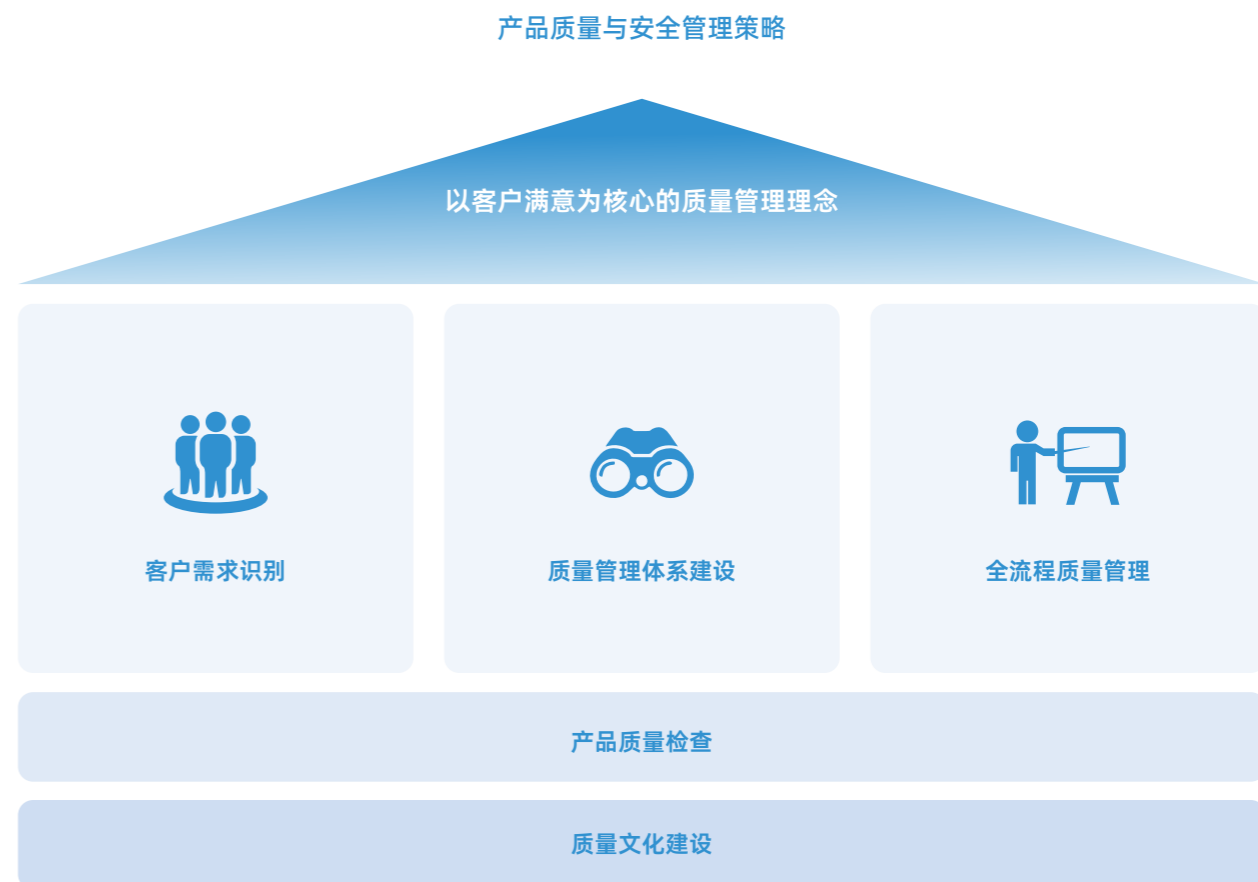 产品质量与安全管理策略
以客户满意为核心的质量管理理念
客户需求识别
质量管理体系建设
全流程质量管理
产品质量检查
质量文化建设